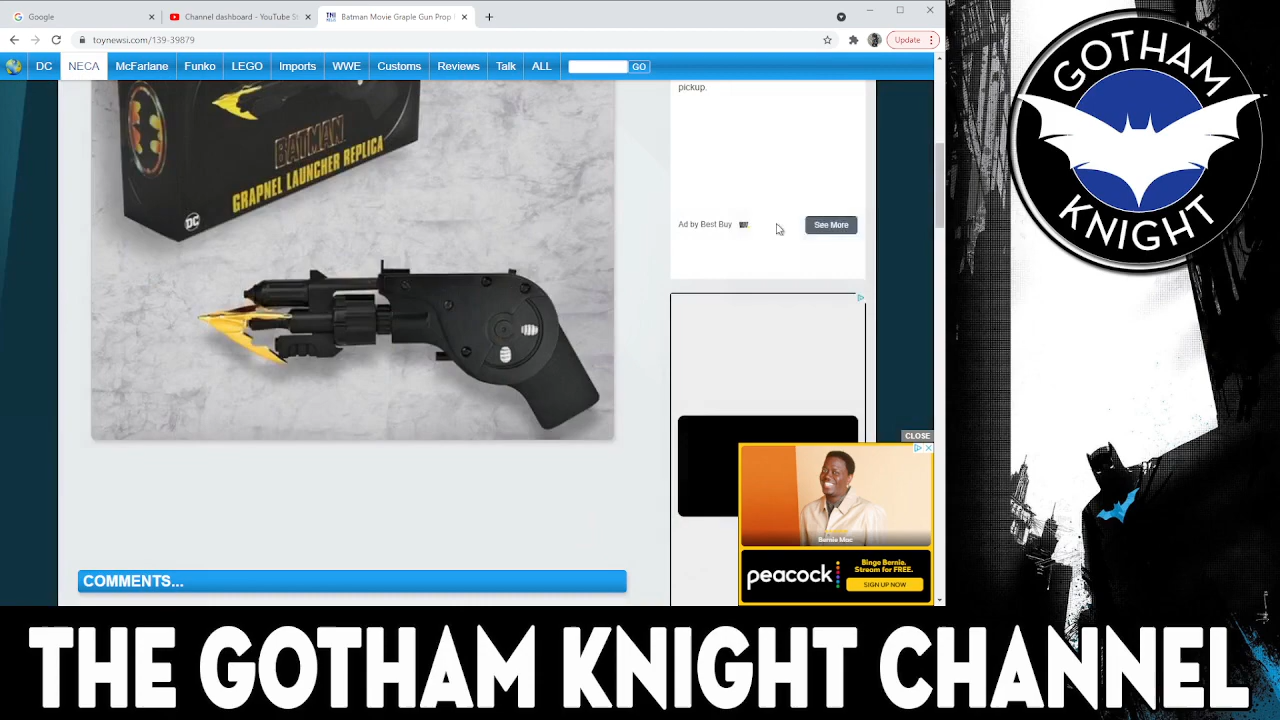 Google
Channel dashboard - YouTube St
TNI
Batman Movie Graple Gun Prop
toynewsi.com/139-39879
Update
DC
NECA
McFarlane
Funko
LEGO
Imports
WWE
Customs
Reviews
Talk
ALL
GO
pickup.
BATMAN
GRAPNEL LAUNCHER REPLICA
DC
Ad by Best Buy
See More
CLOSE
Bernie Mac
peacock
Binge Bernie.
Stream for FREE.
SIGN UP NOW
COMMENTS...
GOTHAM
KNIGHT
THE GOTHAM KNIGHT CHANNEL